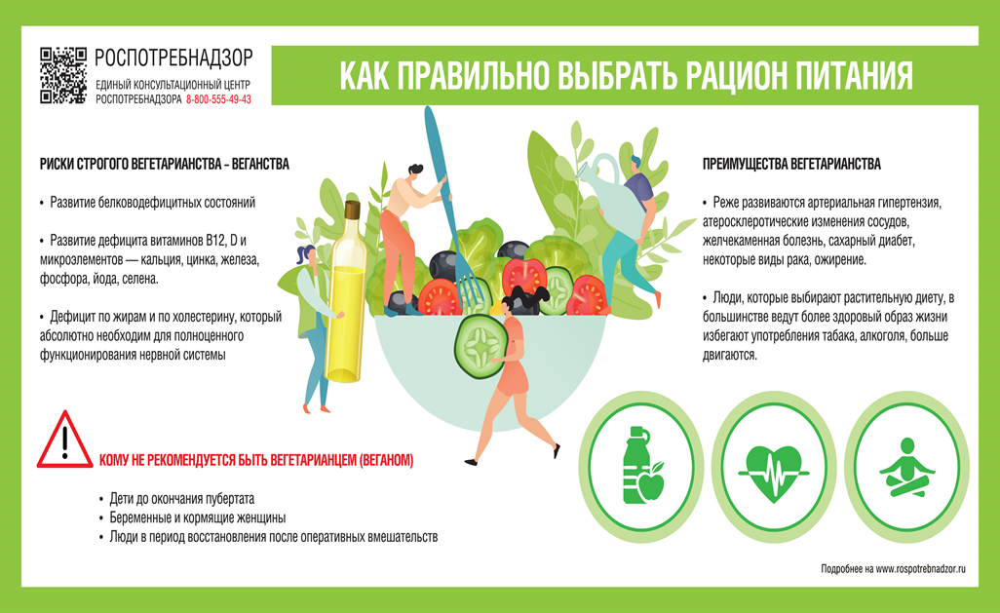 РОСПОТРЕБНАДЗОР
ЕДИНЫЙ КОНСУЛЬТАЦИОННЫЙ ЦЕНТР
РОСПОТРЕБНАДЗОРА 8-800-555-49-43
КАК ПРАВИЛЬНО ВЫБРАТЬ РАЦИОН ПИТАНИЯ
РИСКИ СТРОГОГО ВЕГЕТАРИАНСТВА – ВЕГАНСТВА
• Развитие белководефицитных состояний
• Развитие дефицита витаминов B12, D и
микроэлементов — кальция, цинка, железа,
фосфора, йода, селена.
• Дефицит по жирам и по холестерину, который
абсолютно необходим для полноценного
функционирования нервной системы
КОМУ НЕ РЕКОМЕНДУЕТСЯ БЫТЬ ВЕГЕТАРИАНЦЕМ (ВЕГАНОМ)
• Дети до окончания пубертата
• Беременные и кормящие женщины
• Люди в период восстановления после оперативных вмешательств
ПРЕИМУЩЕСТВА ВЕГЕТАРИАНСТВА
• Реже развиваются артериальная гипертензия,
атеросклеротические изменения сосудов,
желчекаменная болезнь, сахарный диабет,
некоторые виды рака, ожирение.
• Люди, которые выбирают растительную диету, в
большинстве ведут более здоровый образ жизни
избегают употребления табака, алкоголя, больше
двигаются.
Подробнее на www.rospotrebnadzor.ru